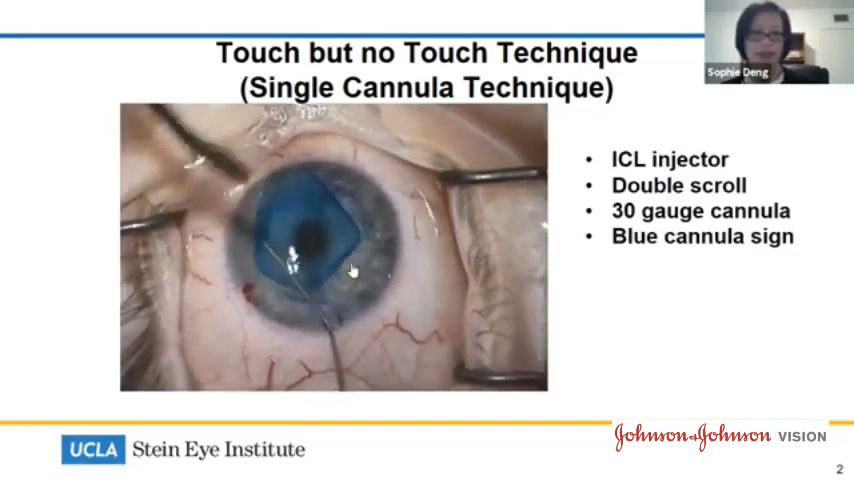 Touch but no Touch Technique
(Single Cannula Technique)
Sophie Deng
• ICL injector
• Double scroll
• 30 gauge cannula
• Blue cannula sign
UCLA Stein Eye Institute
Johnson & Johnson VISION
2